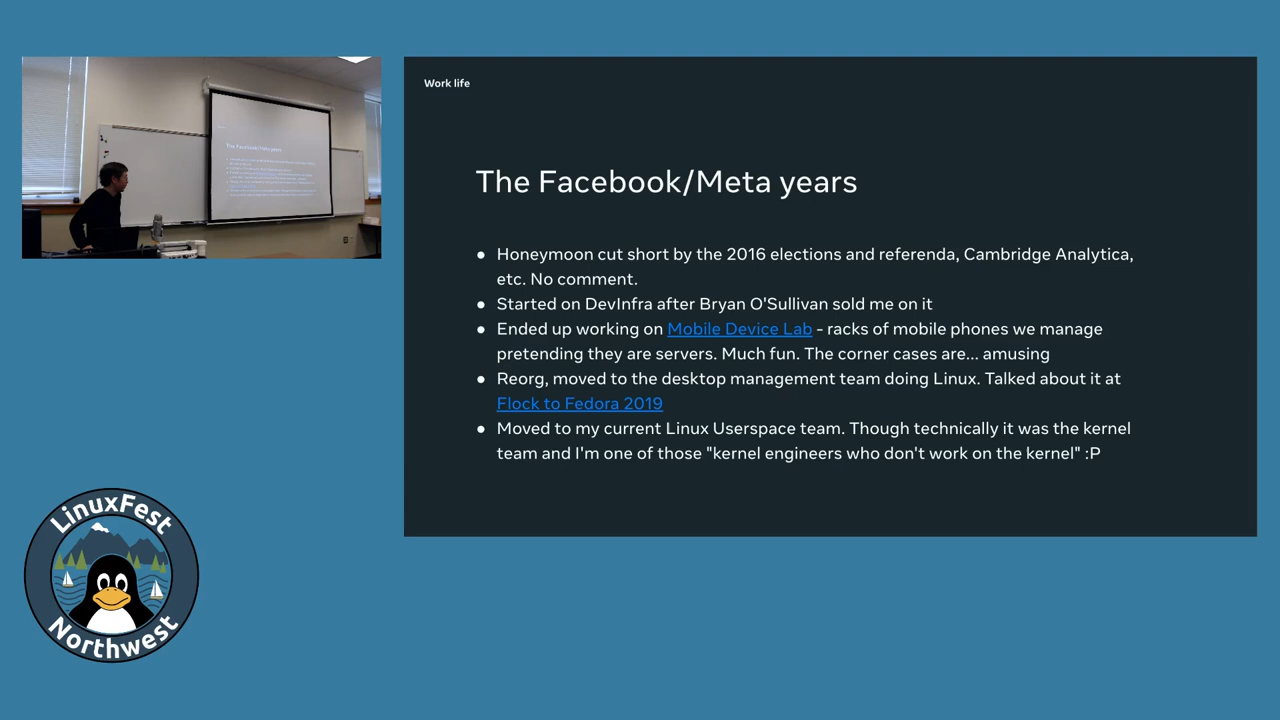 Work life
The Facebook/Meta years
● Honeymoon cut short by the 2016 elections and referenda, Cambridge Analytica,
etc. No comment.
● Started on DevInfra after Bryan O'Sullivan sold me on it
● Ended up working on Mobile Device Lab - racks of mobile phones we manage
pretending they are servers. Much fun. The corner cases are... amusing
● Reorg, moved to the desktop management team doing Linux. Talked about it at
Flock to Fedora 2019
● Moved to my current Linux Userspace team. Though technically it was the kernel
team and I'm one of those "kernel engineers who don't work on the kernel" :P
The Facebook/Meta years
LinuxFest
Northwest